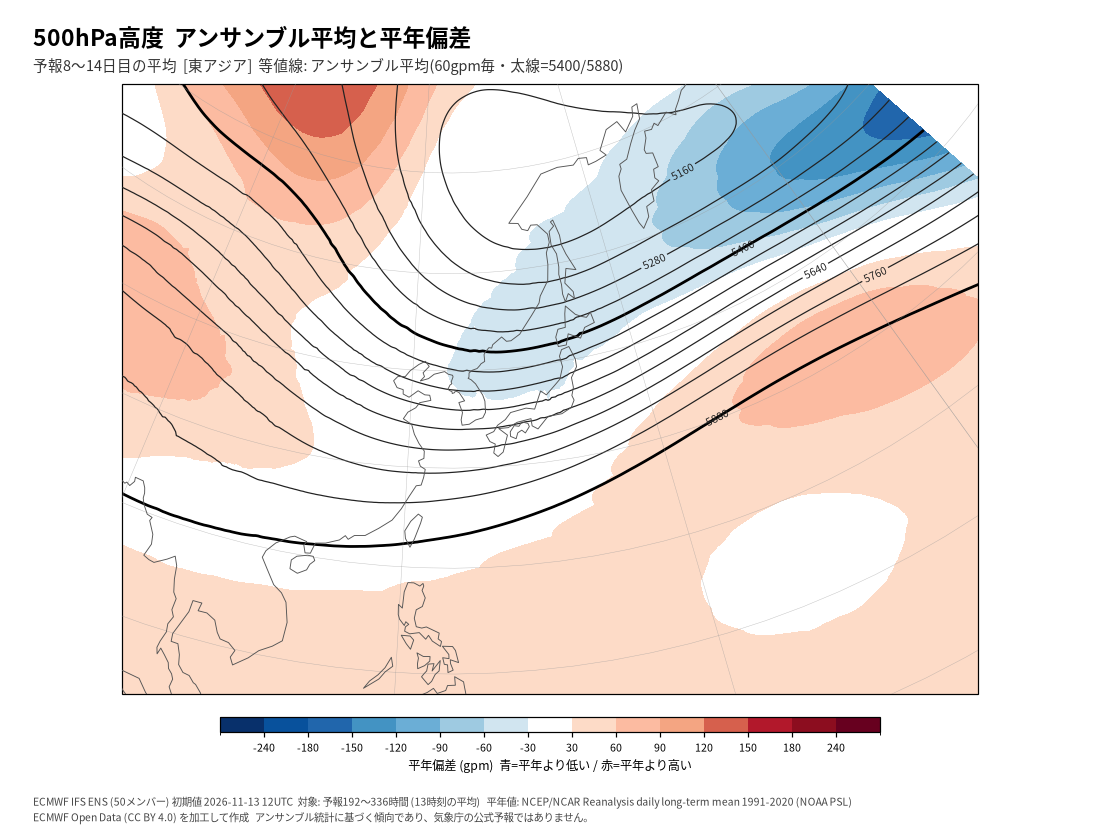 500hPa高度 アンサンブル平均と平年偏差
予報8～14日目の平均 [東アジア] 等値線: アンサンブル平均(60gpm毎・太線=5400/5880)
5160
5400
5280
5640
5760
5880
-240 -180 -150 -120 -90 -60 -30 30 60 90 120 150 180 240
平年偏差 (gpm) 青=平年より低い / 赤=平年より高い
ECMWF IFS ENS (50メンバー) 初期値 2026-11-13 12UTC 対象: 予報192～336時間 (13時刻の平均) 平年値: NCEP/NCAR Reanalysis daily long-term mean 1991-2020 (NOAA PSL)
ECMWF Open Data (CC BY 4.0) を加工して作成 アンサンブル統計に基づく傾向であり、気象庁の公式予報ではありません。